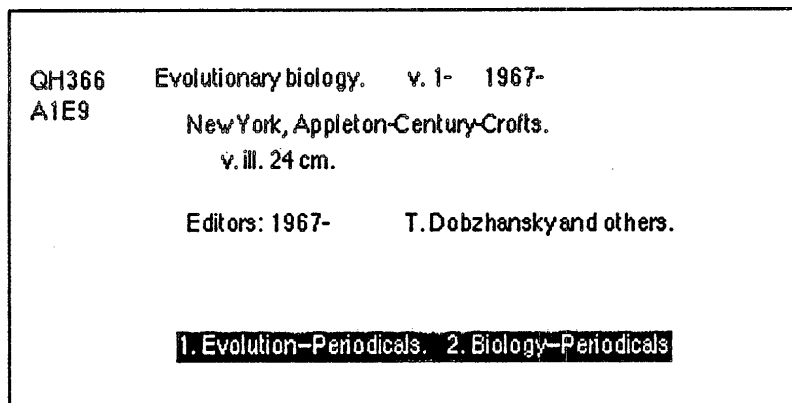 QH366 Evolutionary biology. v. 1- 1967-
A1E9
New York, Appleton-Century-Crofts.
v. ill. 24 cm.
Editors: 1967- T. Dobzhansky and others.
1. Evolution—Periodicals. 2. Biology—Periodicals